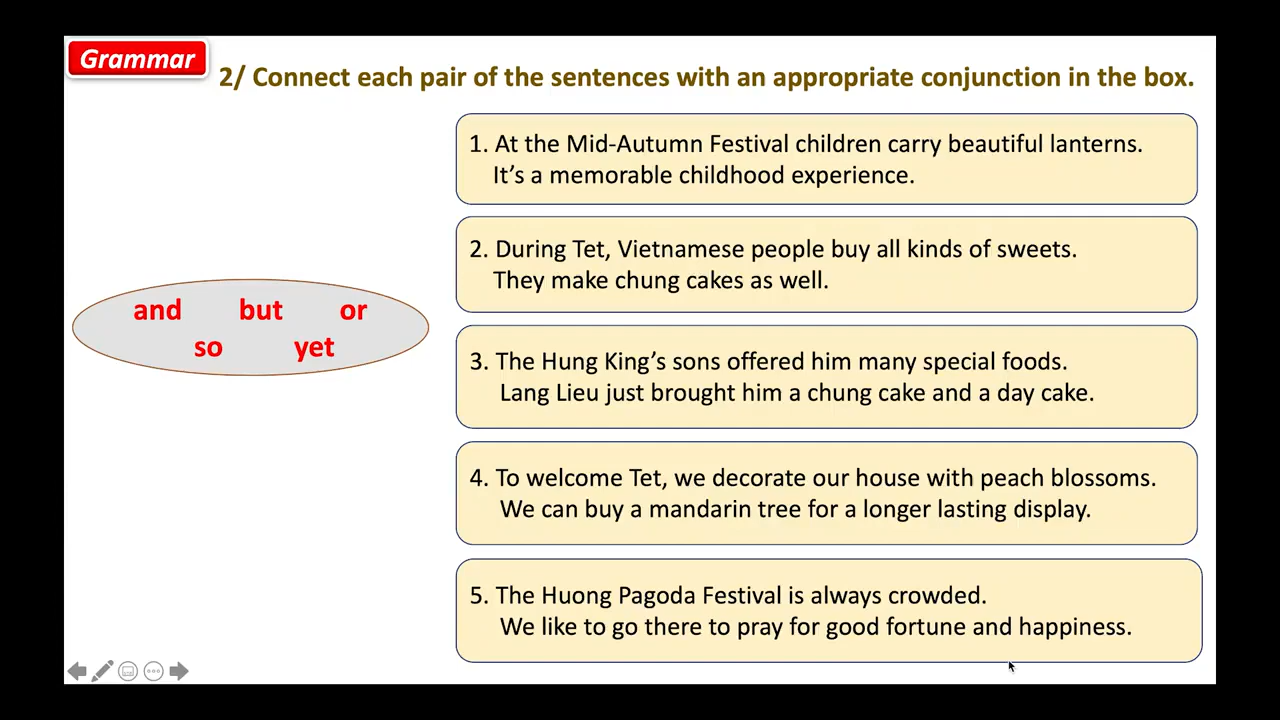 Grammar
2/ Connect each pair of the sentences with an appropriate conjunction in the box.
and but or
so yet
1. At the Mid-Autumn Festival children carry beautiful lanterns.
It’s a memorable childhood experience.
2. During Tet, Vietnamese people buy all kinds of sweets.
They make chung cakes as well.
3. The Hung King’s sons offered him many special foods.
Lang Lieu just brought him a chung cake and a day cake.
4. To welcome Tet, we decorate our house with peach blossoms.
We can buy a mandarin tree for a longer lasting display.
5. The Huong Pagoda Festival is always crowded.
We like to go there to pray for good fortune and happiness.